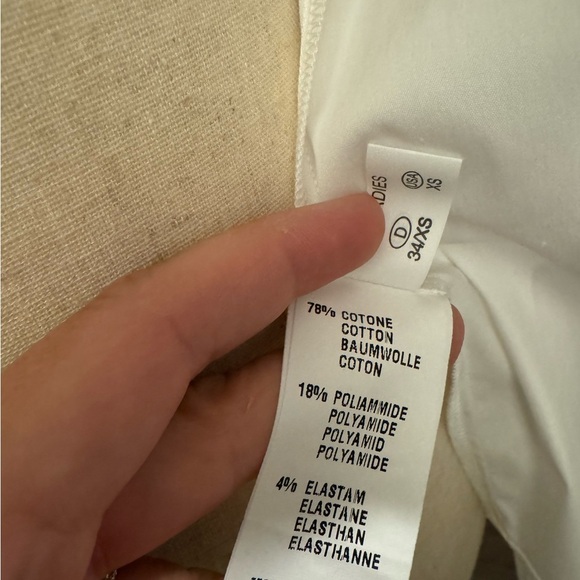 USA XS
D 34/XS
78% COTONE
COTTON
BAUMWOLLE
COTON
18% POLIAMMIDE
POLYAMIDE
POLYAMID
POLYAMIDE
4% ELASTAM
ELASTANE
ELASTHAN
ELASTHANNE